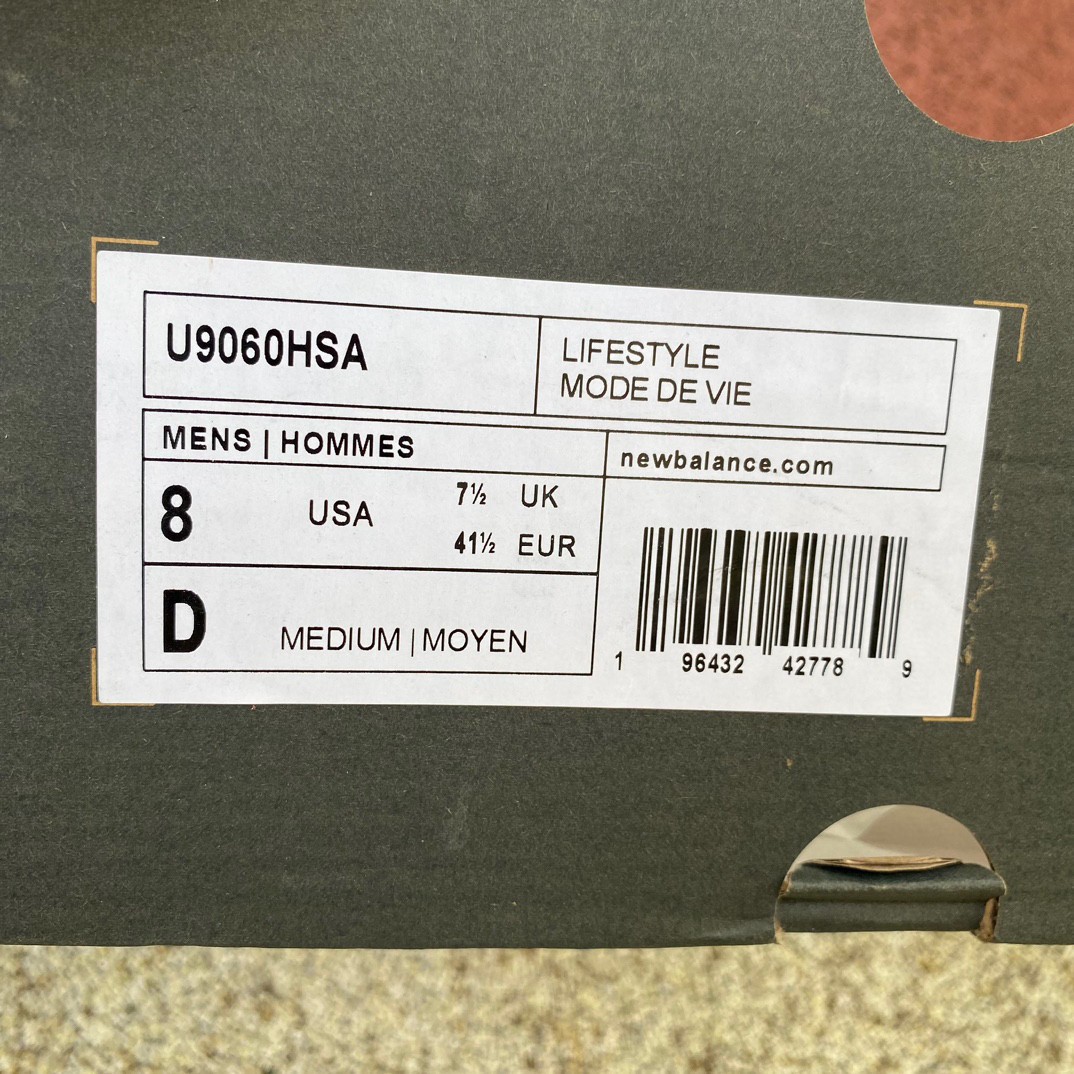 U9060HSA
LIFESTYLE
MODE DE VIE
MENS | HOMMES
newbalance.com
8 USA 7½ UK
41½ EUR
D MEDIUM | MOYEN
1 96432 42778 9